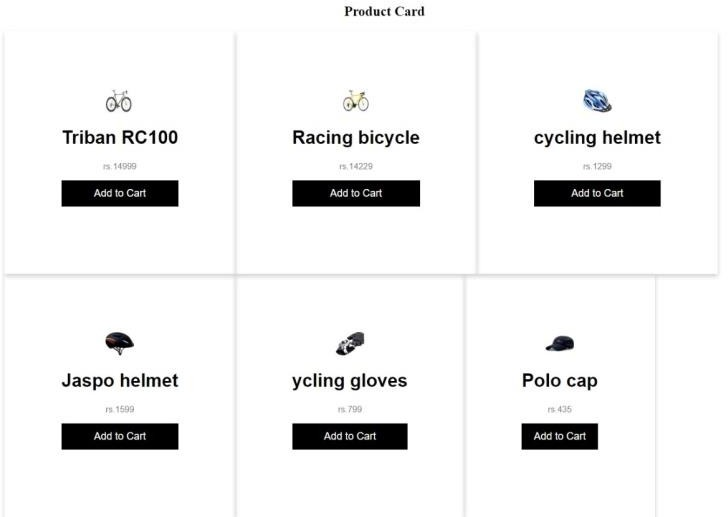 Product Card
Triban RC100
rs.14999
Add to Cart
Racing bicycle
rs.14229
Add to Cart
cycling helmet
rs.1299
Add to Cart
Jaspo helmet
rs.1599
Add to Cart
ycling gloves
rs.799
Add to Cart
Polo cap
rs.435
Add to Cart